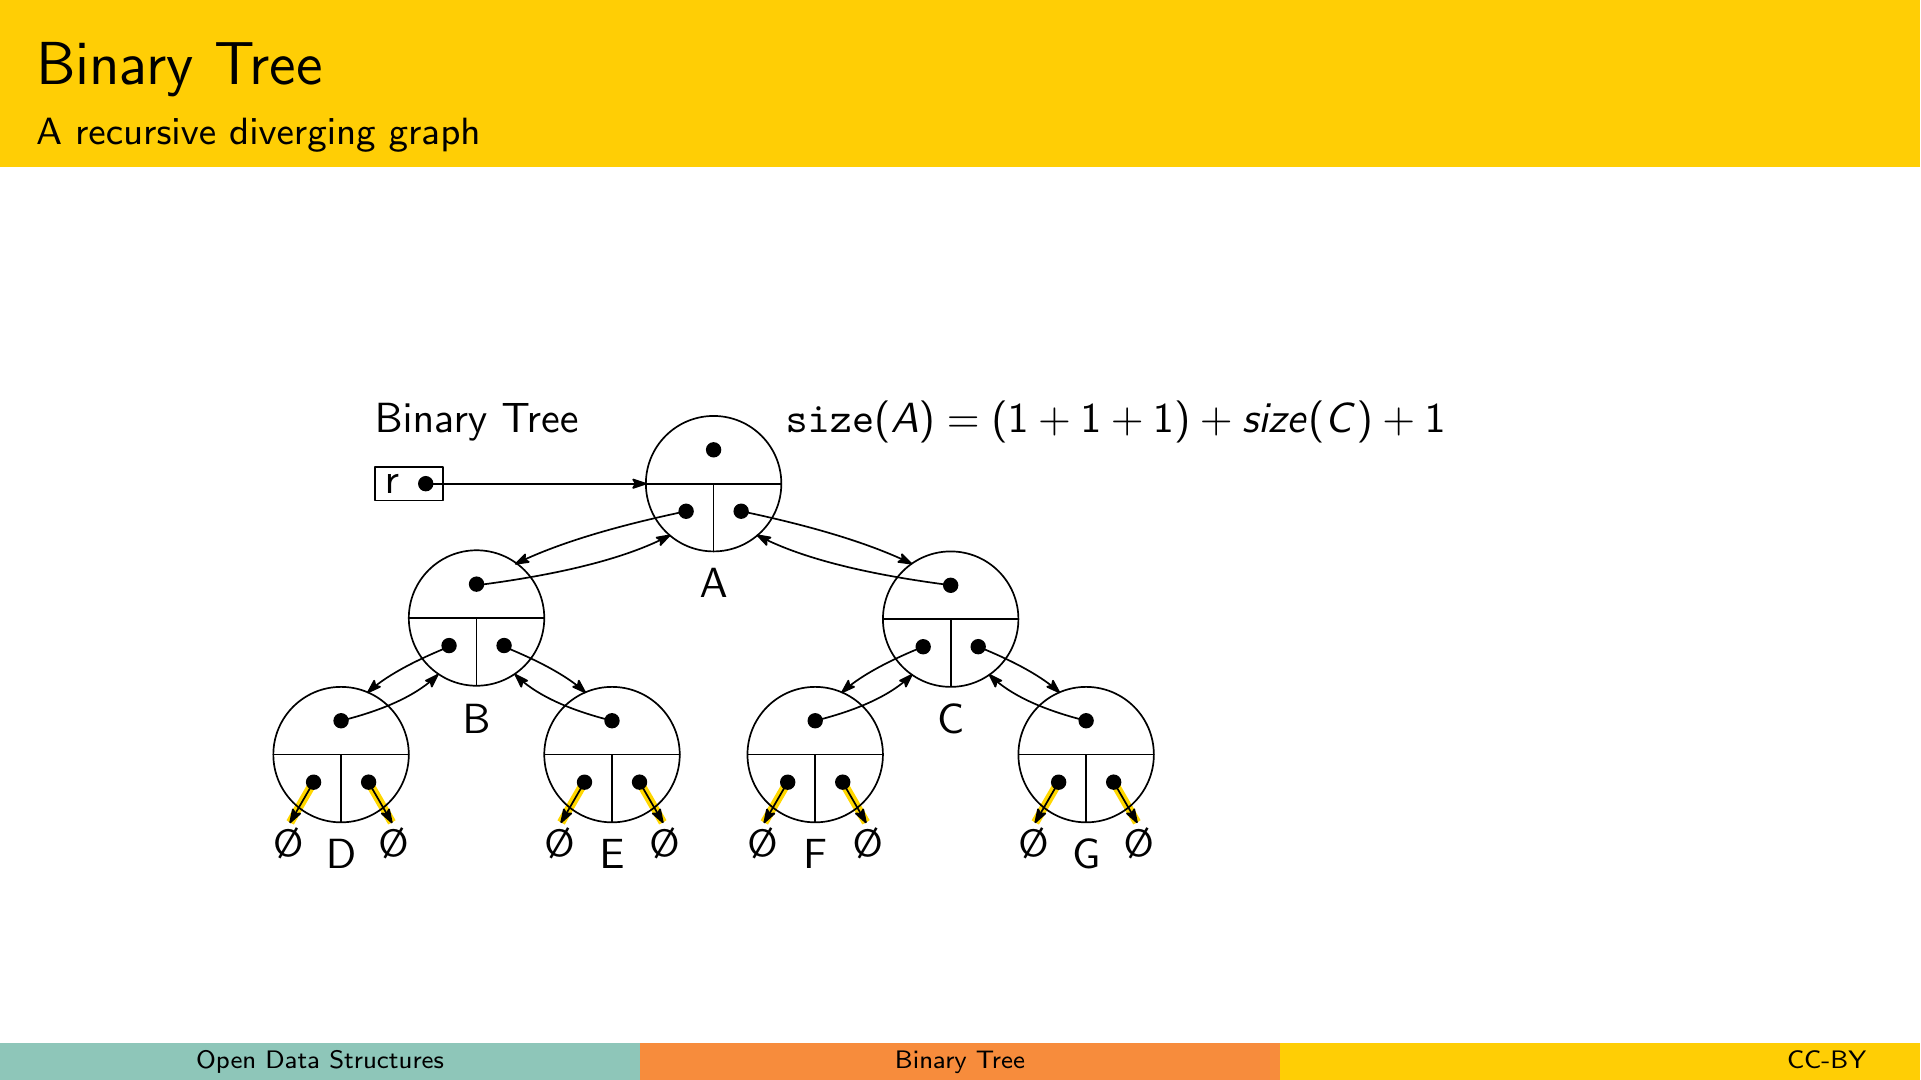 Binary Tree
A recursive diverging graph
Binary Tree
size(A) = (1 + 1 + 1) + size(C) + 1
r
A
B
C
Ø D Ø
Ø E Ø
Ø F Ø
Ø G Ø
Open Data Structures
Binary Tree
CC-BY